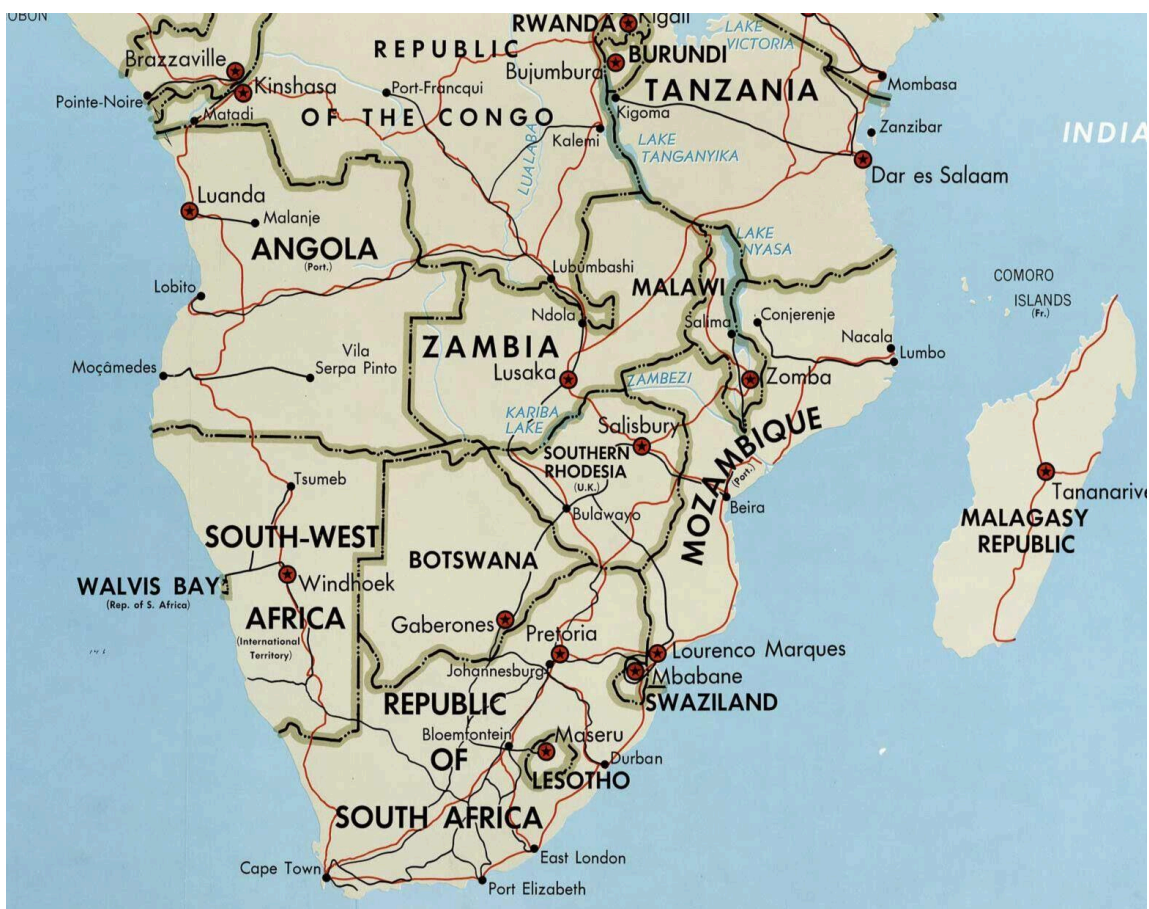 RWANDA
Kigali
LAKE
VICTORIA
REPUBLIC
BURUNDI
Brazzaville
Bujumbura
TANZANIA
Mombasa
Kinshasa
Port-Francqui
Pointe-Noire
Matadi
OF THE CONGO
Kigoma
Zanzibar
INDIA
Kalemi
LAKE
TANGANYIKA
LUALABA
Dar es Salaam
Luanda
Malanje
ANGOLA
(Port.)
LAKE
NYASA
Lubumbashi
COMORO
ISLANDS
(Fr.)
Lobito
MALAWI
Ndola
Salima
Conjerenje
Nacala
Lumbo
ZAMBIA
Lusaka
Vila
Serpa Pinto
Moçâmedes
ZAMBEZI
Zomba
KARIBA
LAKE
Salisbury
SOUTHERN
RHODESIA
(U.K.)
MOZAMBIQUE
(Port.)
Tsumeb
Beira
Tananarive
Bulawayo
MALAGASY
REPUBLIC
SOUTH-WEST
AFRICA
(International
Territory)
BOTSWANA
WALVIS BAY
(Rep. of S. Africa)
Windhoek
Gaberones
Pretoria
Johannesburg
Lourenco Marques
Mbabane
SWAZILAND
REPUBLIC
OF
SOUTH AFRICA
Bloemfontein
Maseru
LESOTHO
Durban
East London
Cape Town
Port Elizabeth